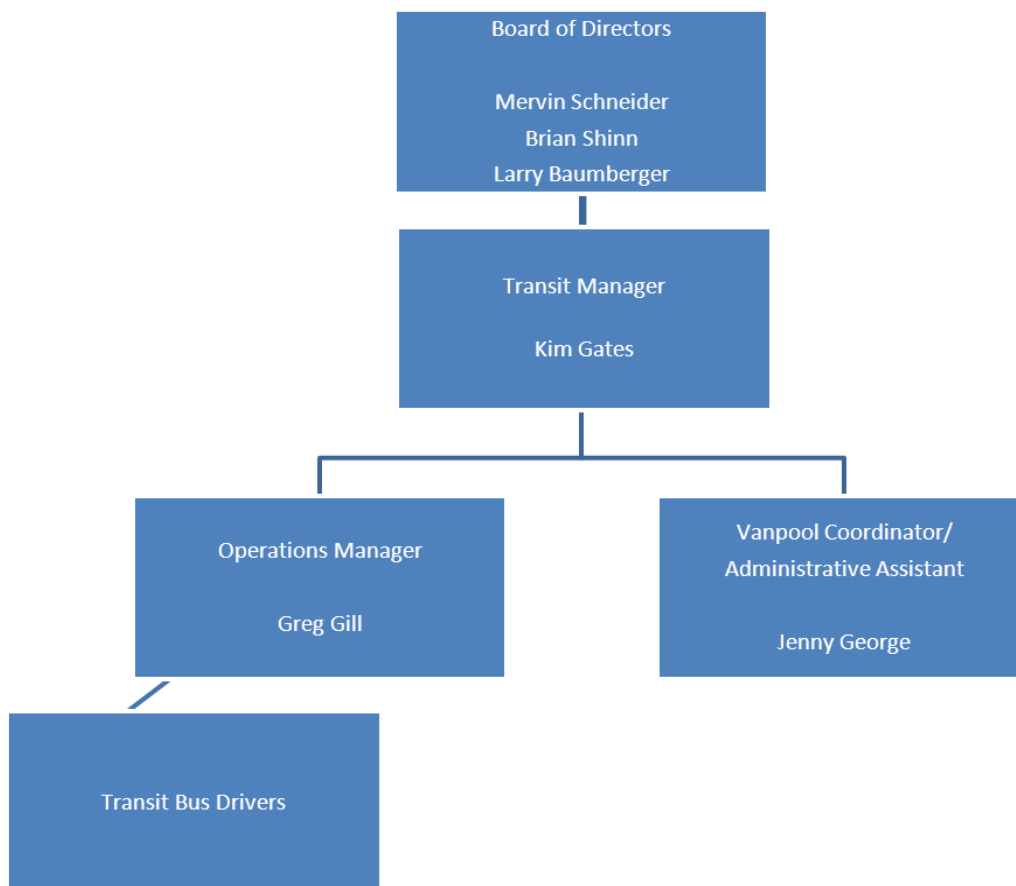 Board of Directors
Mervin Schneider
Brian Shinn
Larry Baumberger
Transit Manager
Kim Gates
Operations Manager
Greg Gill
Vanpool Coordinator/
Administrative Assistant
Jenny George
Transit Bus Drivers